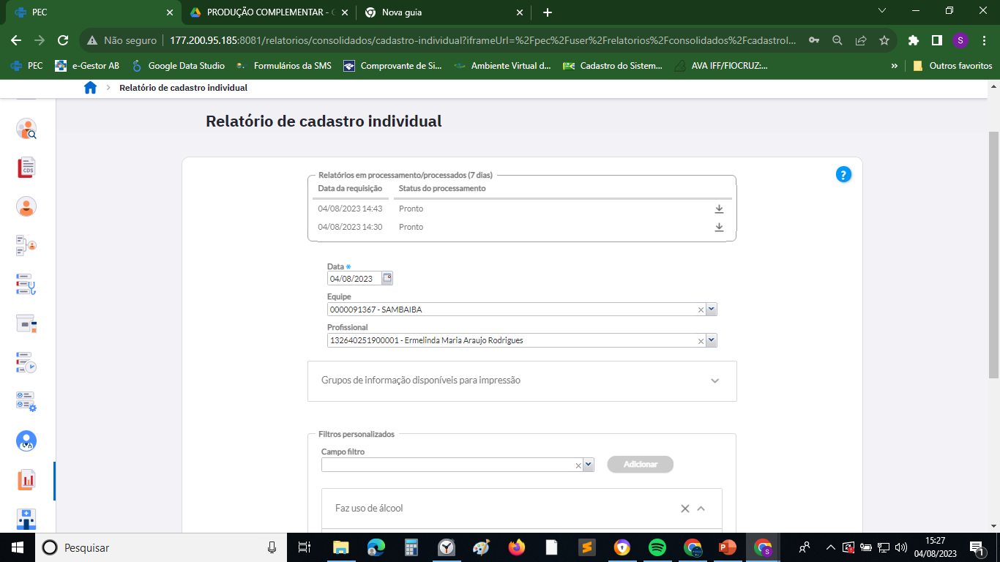 PEC
PRODUÇÃO COMPLEMENTAR - C
Nova guia
Não seguro
177.200.95.185:8081/relatorios/consolidados/cadastro-individual?iframeUrl=%2Fpec%2Fuser%2Frelatorios%2Fconsolidados%2Fcadastrol...
PEC
e-Gestor AB
Google Data Studio
Formulários da SMS
Comprovante de Si...
Ambiente Virtual d...
Cadastro do Sistem...
AVA IFF/FIOCRUZ:...
»
Outros favoritos
Relatório de cadastro individual
Relatório de cadastro individual
Relatórios em processamento/processados (7 dias)
Data da requisição Status do processamento
04/08/2023 14:43 Pronto
04/08/2023 14:30 Pronto
?
Data *
04/08/2023
Equipe
0000091367 - SAMBAIBA
Profissional
132640251900001 - Ermelinda Maria Araujo Rodrigues
Grupos de informação disponíveis para impressão
Filtros personalizados
Campo filtro
Adicionar
Faz uso de álcool
CDS
S
Pesquisar
15:27
04/08/2023
1